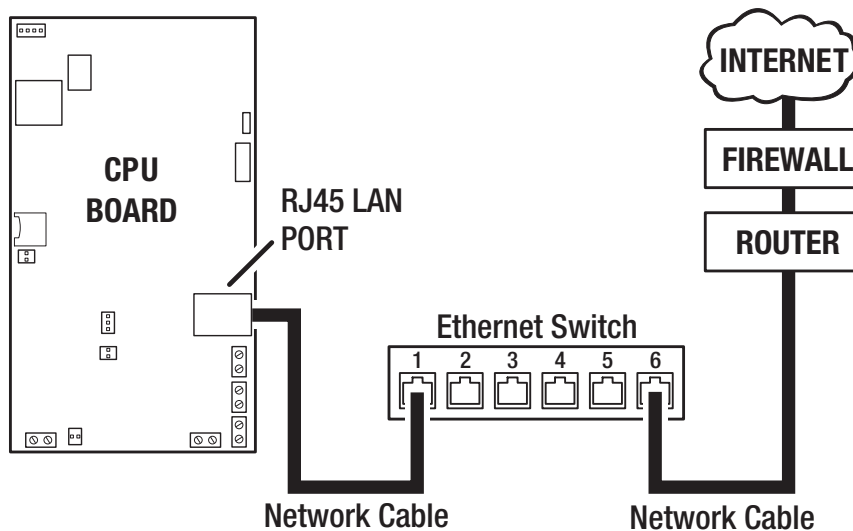 CPU
BOARD
RJ45 LAN
PORT
INTERNET
FIREWALL
ROUTER
Ethernet Switch
1 2 3 4 5 6
Network Cable
Network Cable